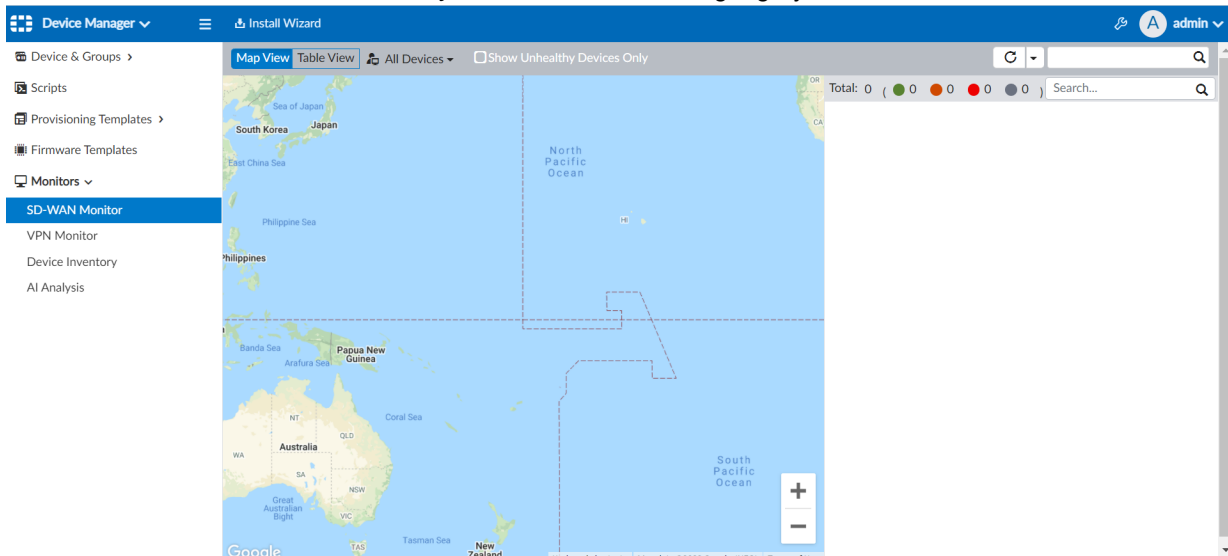 Device Manager
Install Wizard
A admin
Device & Groups
Scripts
Provisioning Templates
Firmware Templates
Monitors
SD-WAN Monitor
VPN Monitor
Device Inventory
AI Analysis
Map View Table View All Devices Show Unhealthy Devices Only
Total: 0 ( 0 0 0 0 ) Search...
OR
CA
Sea of Japan
South Korea Japan
East China Sea
North
Pacific
Ocean
HI
Philippine Sea
Philippines
Banda Sea
Papua New
Guinea
Arafura Sea
Coral Sea
NT
QLD
Australia
WA
SA
NSW
Great
Australian
Bight
VIC
South
Pacific
Ocean
+
−
Tasman Sea
TAS
New
Zealand
Google